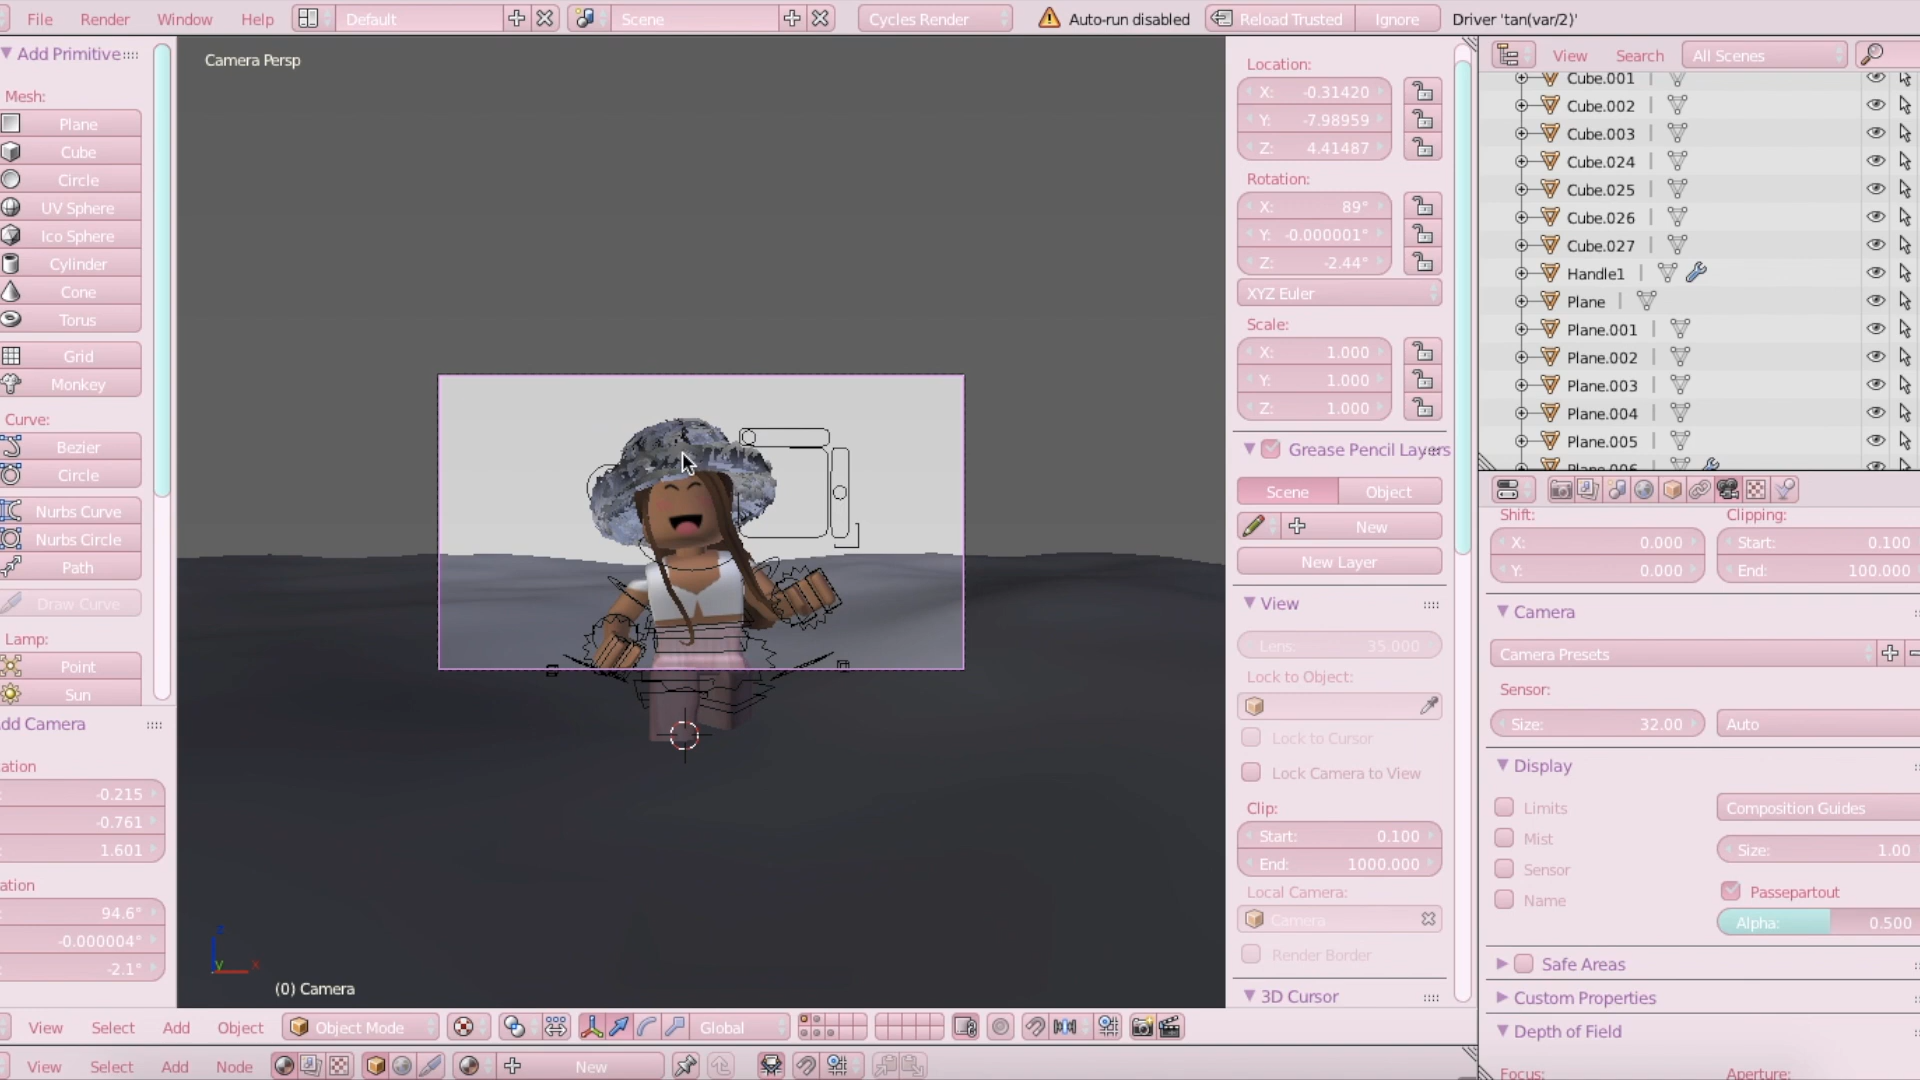 File Render Window Help Default Scene Cycles Render Auto-run disabled Reload Trusted Ignore Driver 'tan(var/2)'
Add Primitive
Mesh:
Plane
Cube
Circle
UV Sphere
Ico Sphere
Cylinder
Cone
Torus
Grid
Monkey
Curve:
Bezier
Circle
Nurbs Curve
Nurbs Circle
Path
Draw Curve
Lamp:
Point
Sun
dd Camera
ation
-0.215
-0.761
1.601
ation
94.6°
-0.000004°
-2.1°
Camera Persp
(0) Camera
Location:
X: -0.31420
Y: -7.98959
Z: 4.41487
Rotation:
X: 89°
Y: -0.000001°
Z: -2.44°
XYZ Euler
Scale:
X: 1.000
Y: 1.000
Z: 1.000
Grease Pencil Layers
Scene Object
New
New Layer
View
Lens: 35.000
Lock to Object:
Lock to Cursor
Lock Camera to View
Clip:
Start: 0.100
End: 1000.000
Local Camera:
Camera
Render Border
3D Cursor
View Search All Scenes
Cube.001
Cube.002
Cube.003
Cube.024
Cube.025
Cube.026
Cube.027
Handle1
Plane
Plane.001
Plane.002
Plane.003
Plane.004
Plane.005
Plane.006
Shift: Clipping:
X: 0.000 Start: 0.100
Y: 0.000 End: 100.000
Camera
Camera Presets
Sensor:
Size: 32.00 Auto
Display
Limits Composition Guides
Mist Size: 1.00
Sensor Passepartout
Name Alpha: 0.500
Safe Areas
Custom Properties
Depth of Field
Focus: Aperture:
View Select Add Object Object Mode Global
View Select Add Node New